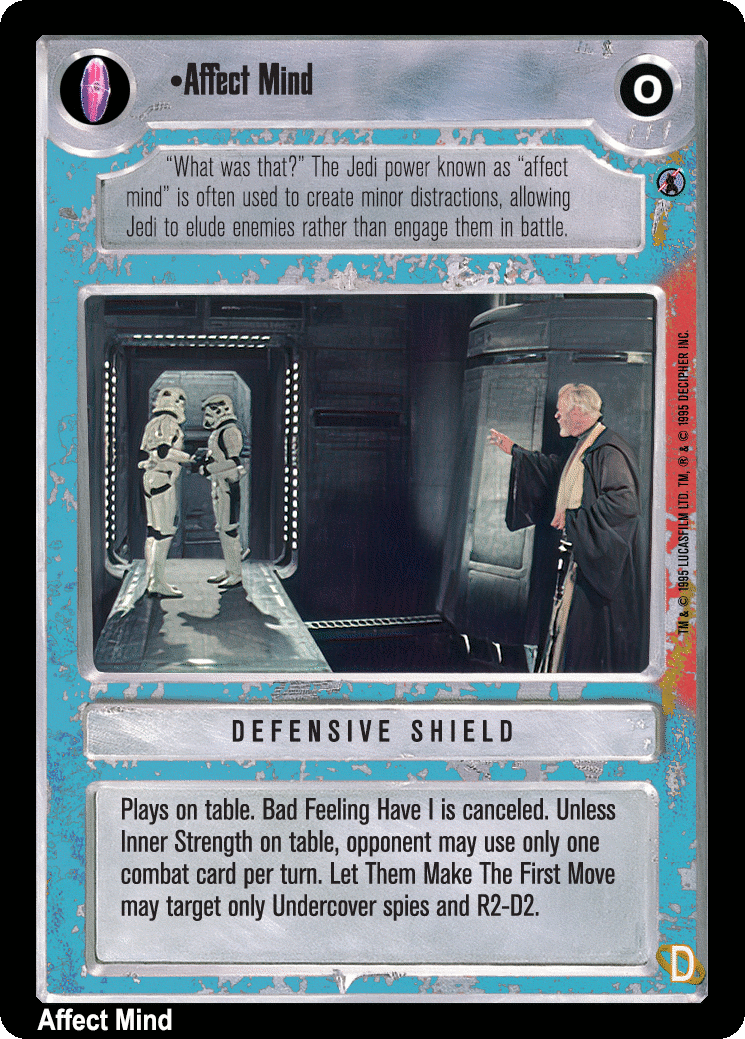 •Affect Mind
O
“What was that?” The Jedi power known as “affect
mind” is often used to create minor distractions, allowing
Jedi to elude enemies rather than engage them in battle.
TM & © 1995 LUCASFILM LTD. TM, ® & © 1995 DECIPHER INC.
DEFENSIVE SHIELD
Plays on table. Bad Feeling Have I is canceled. Unless
Inner Strength on table, opponent may use only one
combat card per turn. Let Them Make The First Move
may target only Undercover spies and R2-D2.
D
Affect Mind